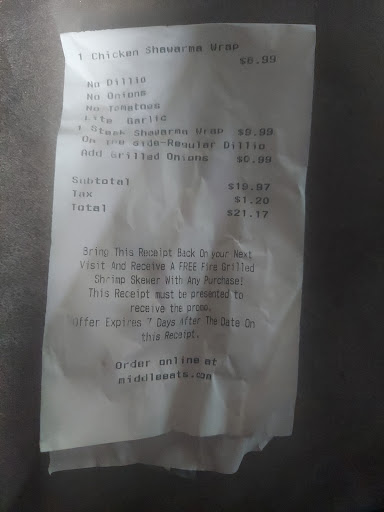 1 Chicken Shawarma Wrap
$8.99
No Dillio
No Onions
No Tomatoes
Lite Garlic
1 Steak Shawarma Wrap $9.99
On the side-Regular Dillio
Add Grilled Onions $0.99
Subtotal $19.97
Tax $1.20
Total $21.17
Bring This Receipt Back On your Next
Visit And Receive A FREE Fire Grilled
Shrimp Skewer With Any Purchase!
This Receipt must be presented to
receive the promo.
Offer Expires 7 Days After The Date On
this Receipt.
Order online at
middleeats.com